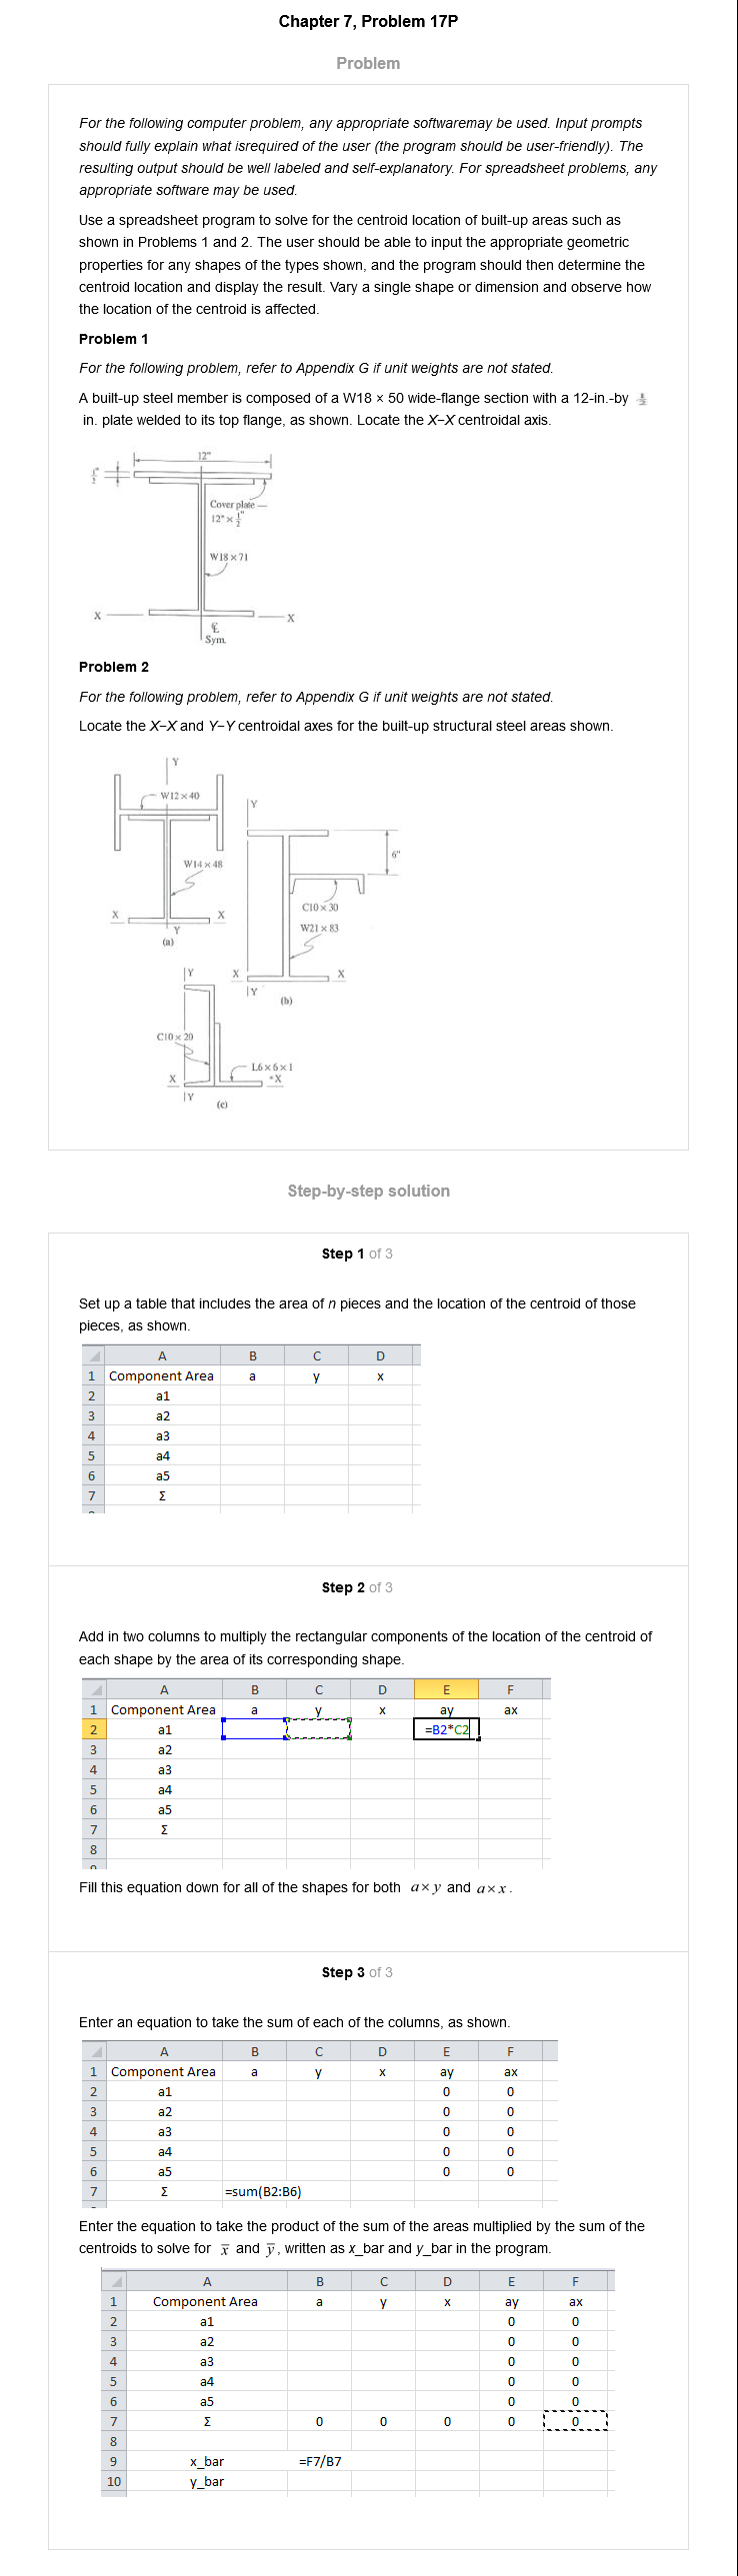 Chapter 7, Problem 17P
Problem
For the following computer problem, any appropriate softwaremay be used. Input prompts
should fully explain what isrequired of the user (the program should be user-friendly). The
resulting output should be well labeled and self-explanatory. For spreadsheet problems, any
appropriate software may be used.
Use a spreadsheet program to solve for the centroid location of built-up areas such as
shown in Problems 1 and 2. The user should be able to input the appropriate geometric
properties for any shapes of the types shown, and the program should then determine the
centroid location and display the result. Vary a single shape or dimension and observe how
the location of the centroid is affected.
Problem 1
For the following problem, refer to Appendix G if unit weights are not stated.
A built-up steel member is composed of a W18 × 50 wide-flange section with a 12-in.-by
in. plate welded to its top flange, as shown. Locate the X–X centroidal axis.
12"
Cover plate
12" × 1/2"
W18 × 71
X X
℄
Sym.
Problem 2
For the following problem, refer to Appendix G if unit weights are not stated.
Locate the X–X and Y–Y centroidal axes for the built-up structural steel areas shown.
Y
W12 × 40
Y
6"
W14 × 48
C10 × 30
X X
W21 × 83
Y
(a)
Y
X X
Y
(b)
C10 × 20
L6 × 6 × 1
X X
Y
(c)
Step-by-step solution
Step 1 of 3
Set up a table that includes the area of n pieces and the location of the centroid of those
pieces, as shown.
A B C D
1 Component Area a y x
2 a1
3 a2
4 a3
5 a4
6 a5
7 Σ
Step 2 of 3
Add in two columns to multiply the rectangular components of the location of the centroid of
each shape by the area of its corresponding shape.
A B C D E F
1 Component Area a y x ay ax
2 a1 =B2*C2
3 a2
4 a3
5 a4
6 a5
7 Σ
8
9
Fill this equation down for all of the shapes for both a×y and a×x.
Step 3 of 3
Enter an equation to take the sum of each of the columns, as shown.
A B C D E F
1 Component Area a y x ay ax
2 a1 0 0
3 a2 0 0
4 a3 0 0
5 a4 0 0
6 a5 0 0
7 Σ =sum(B2:B6)
Enter the equation to take the product of the sum of the areas multiplied by the sum of the
centroids to solve for x̅ and y̅, written as x_bar and y_bar in the program.
A B C D E F
1 Component Area a y x ay ax
2 a1 0 0
3 a2 0 0
4 a3 0 0
5 a4 0 0
6 a5 0 0
7 Σ 0 0 0 0 0
8
9 x_bar =F7/B7
10 y_bar